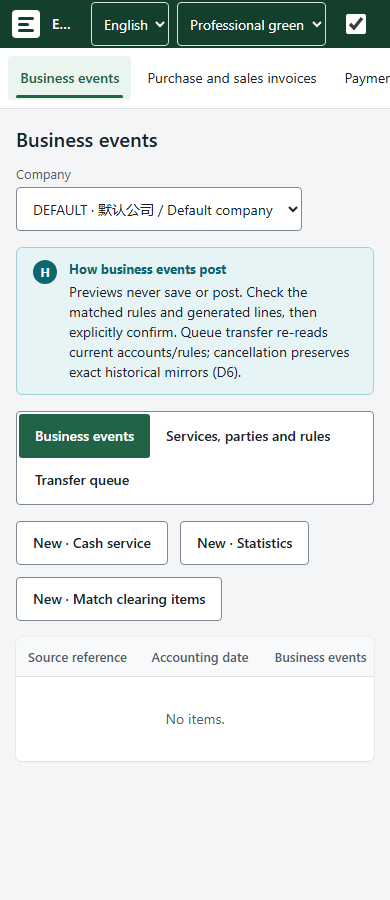 E...
English
Professional green
Business events
Purchase and sales invoices
Paymer
Business events
Company
DEFAULT · 默认公司 / Default company
H
How business events post
Previews never save or post. Check the
matched rules and generated lines, then
explicitly confirm. Queue transfer re-reads
current accounts/rules; cancellation preserves
exact historical mirrors (D6).
Business events
Services, parties and rules
Transfer queue
New · Cash service
New · Statistics
New · Match clearing items
Source reference
Accounting date
Business events
No items.